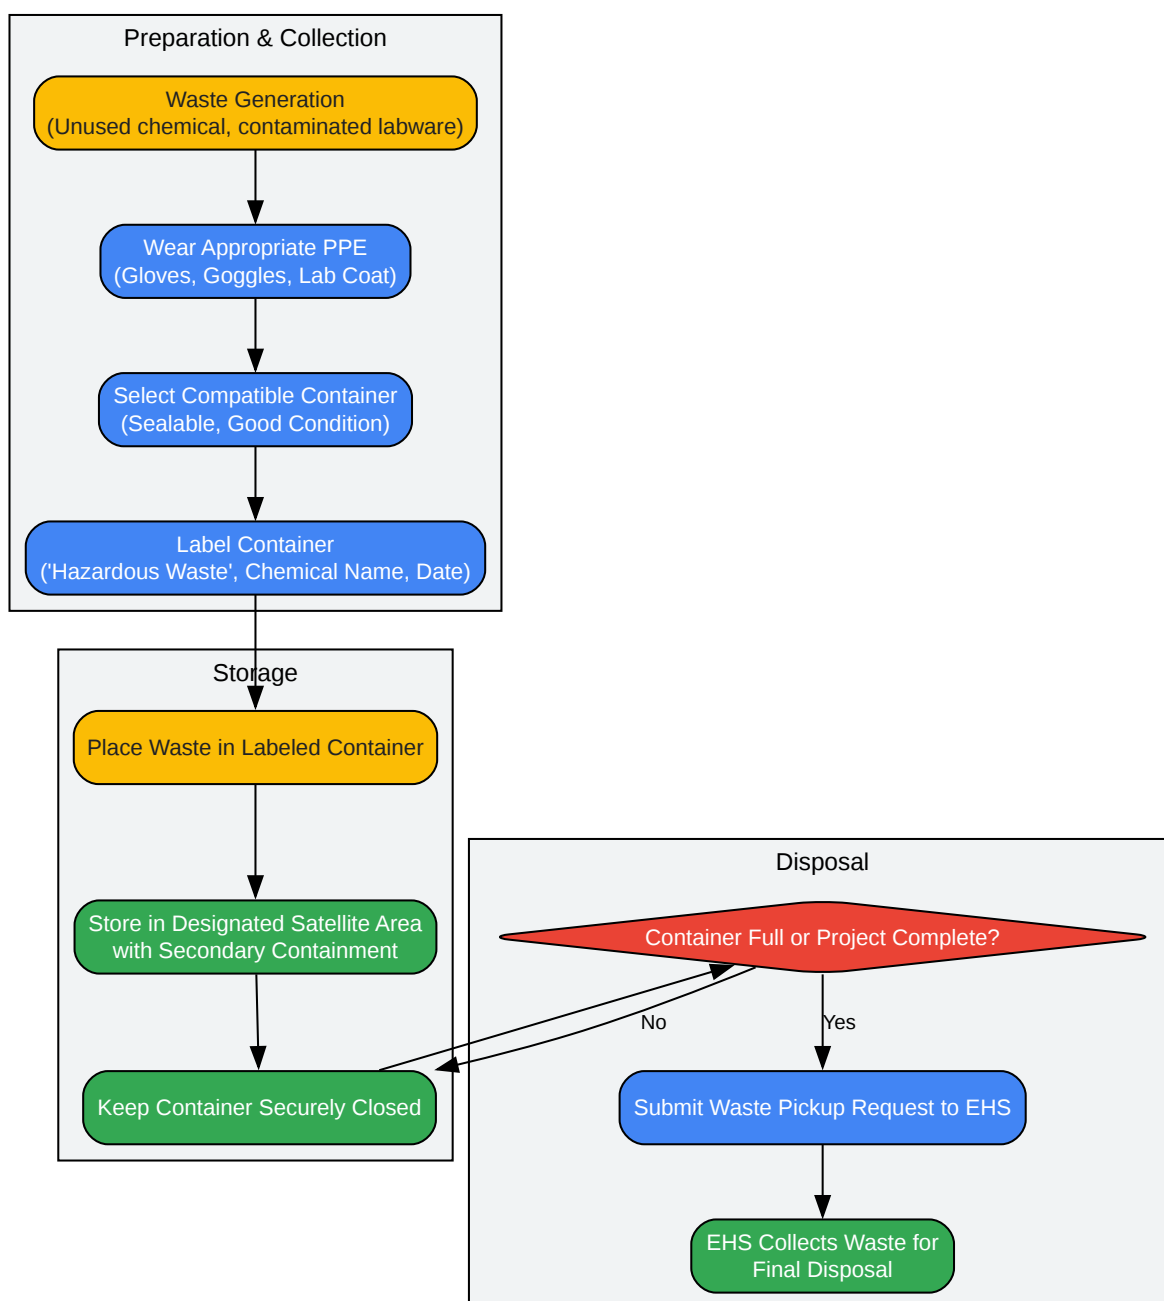 Preparation & Collection
Waste Generation
(Unused chemical, contaminated labware)
Wear Appropriate PPE
(Gloves, Goggles, Lab Coat)
Select Compatible Container
(Sealable, Good Condition)
Label Container
('Hazardous Waste', Chemical Name, Date)
Storage
Place Waste in Labeled Container
Store in Designated Satellite Area
with Secondary Containment
Keep Container Securely Closed
Disposal
Container Full or Project Complete?
No
Yes
Submit Waste Pickup Request to EHS
EHS Collects Waste for
Final Disposal